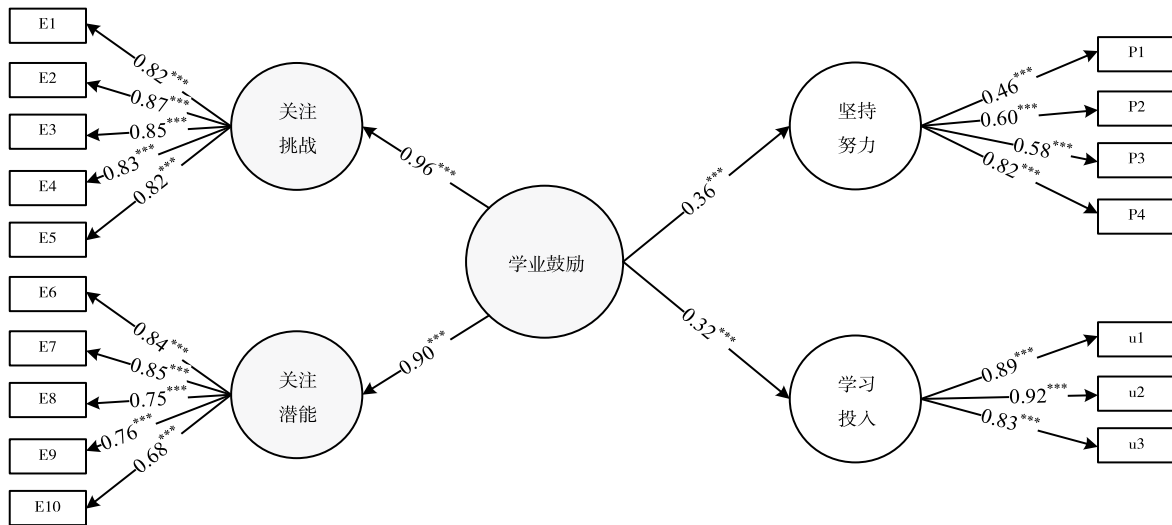 E1
E2
E3
E4
E5
E6
E7
E8
E9
E10
0.82***
0.87***
0.85***
0.83***
0.82***
0.84***
0.85***
0.75***
0.76***
0.68***
关注
挑战
关注
潜能
0.96***
0.90***
学业鼓励
0.36***
0.32***
坚持
努力
学习
投入
0.46***
0.60***
0.58***
0.82***
0.89***
0.92***
0.83***
P1
P2
P3
P4
u1
u2
u3